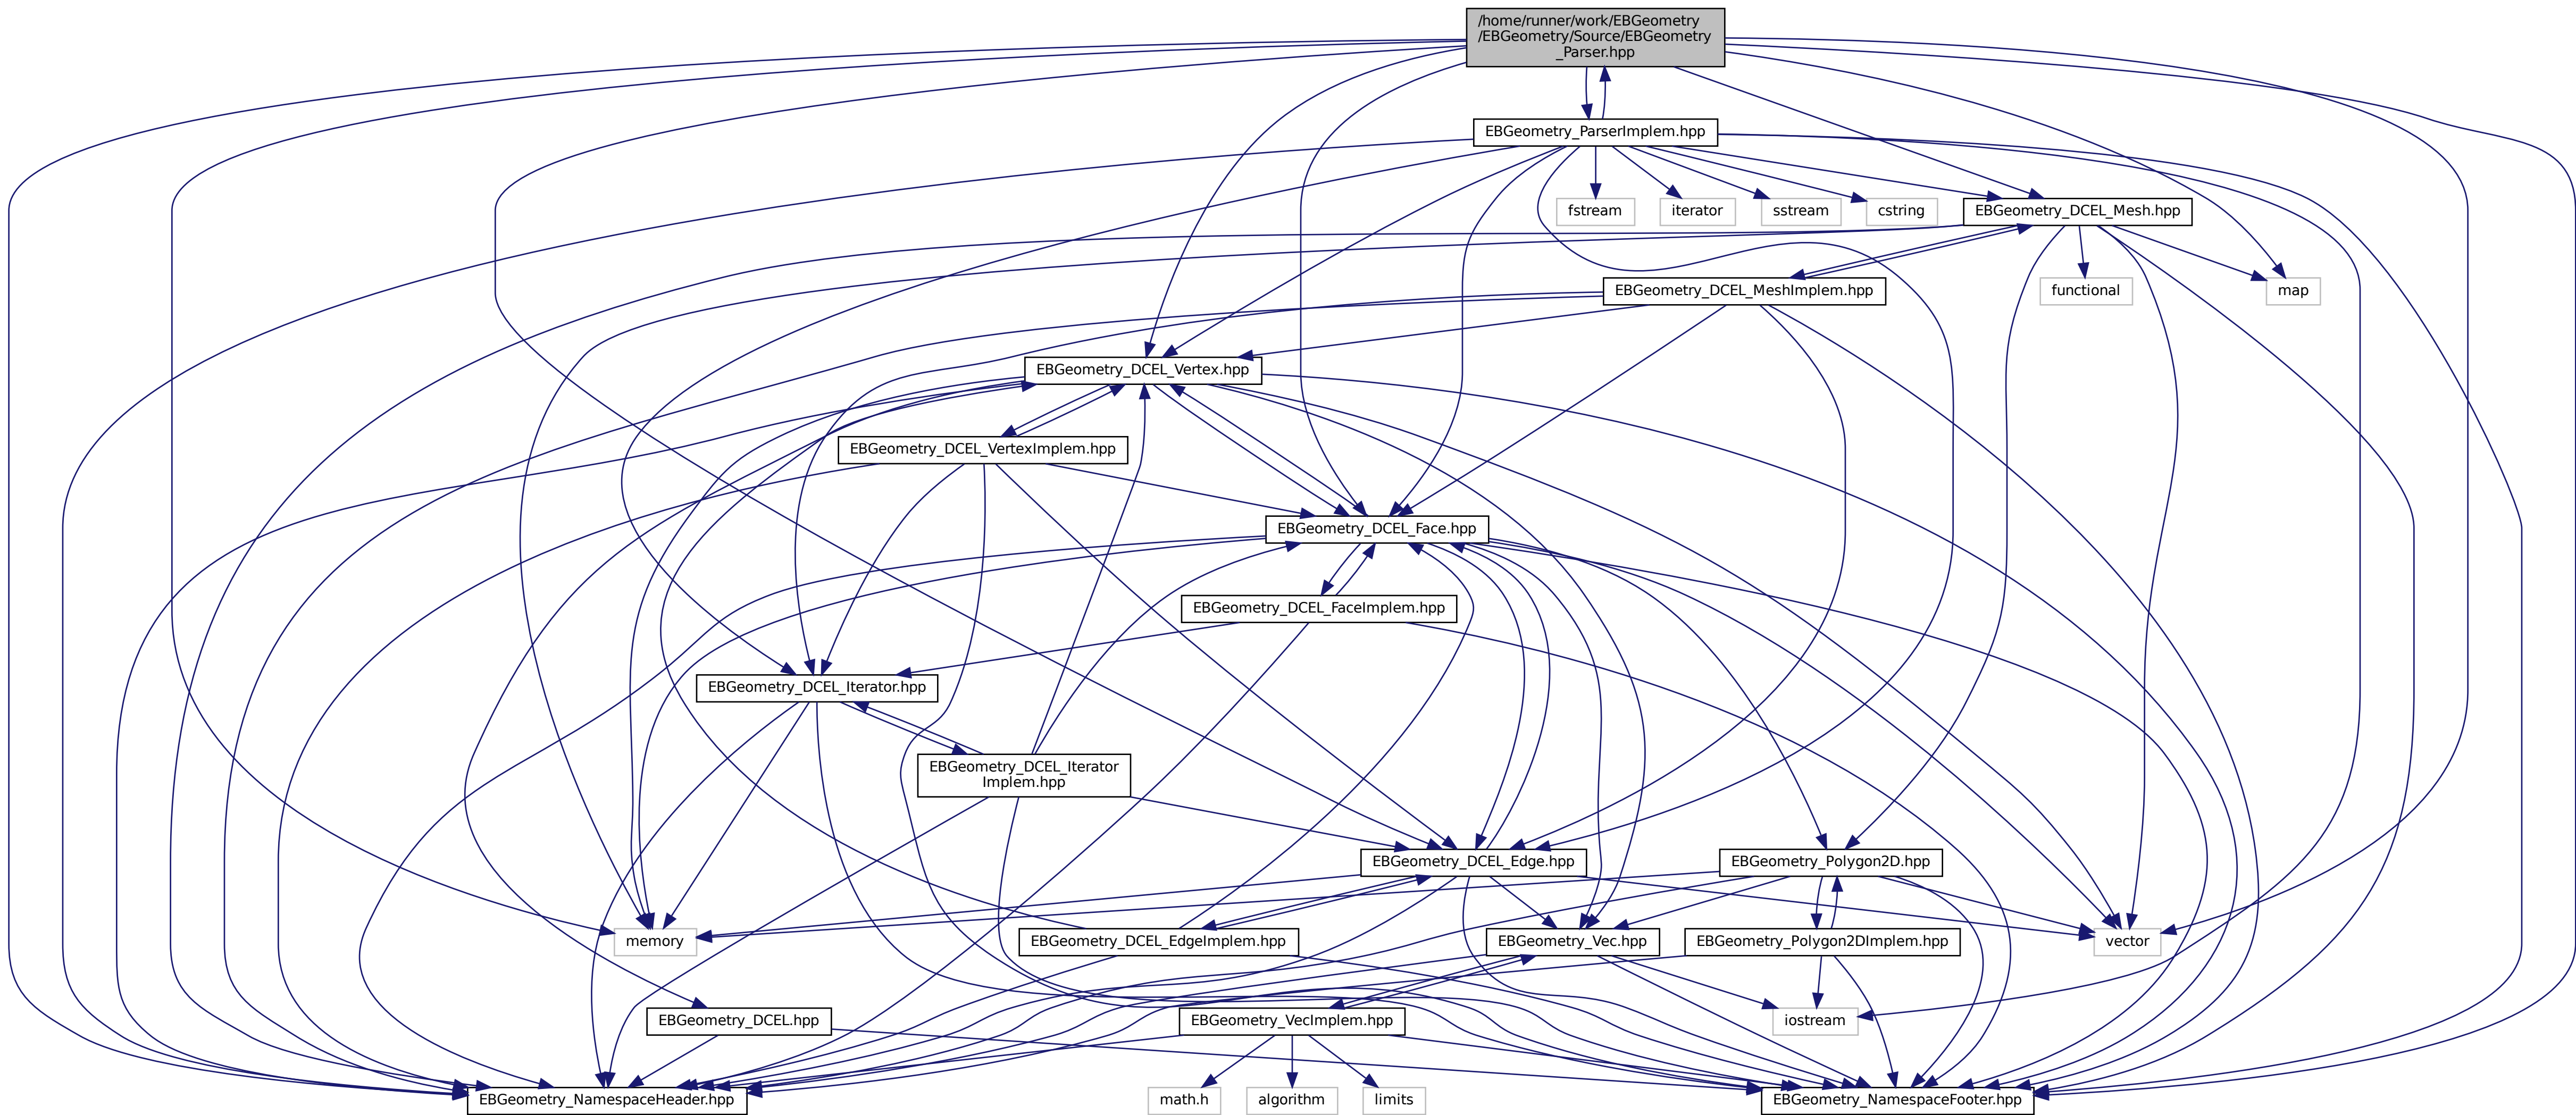 /home/runner/work/EBGeometry
/EBGeometry/Source/EBGeometry
_Parser.hpp
EBGeometry_ParserImplem.hpp
fstream
iterator
sstream
cstring
EBGeometry_DCEL_Mesh.hpp
EBGeometry_DCEL_MeshImplem.hpp
functional
map
EBGeometry_DCEL_Vertex.hpp
EBGeometry_DCEL_VertexImplem.hpp
EBGeometry_DCEL_Face.hpp
EBGeometry_DCEL_FaceImplem.hpp
EBGeometry_DCEL_Iterator.hpp
EBGeometry_DCEL_Iterator
Implem.hpp
EBGeometry_DCEL_Edge.hpp
EBGeometry_Polygon2D.hpp
memory
EBGeometry_DCEL_EdgeImplem.hpp
EBGeometry_Vec.hpp
EBGeometry_Polygon2DImplem.hpp
vector
EBGeometry_DCEL.hpp
EBGeometry_VecImplem.hpp
iostream
EBGeometry_NamespaceHeader.hpp
math.h
algorithm
limits
EBGeometry_NamespaceFooter.hpp